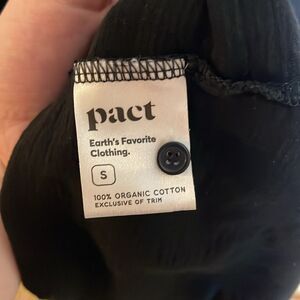 pact
Earth's Favorite
Clothing.
S
100% ORGANIC COTTON
EXCLUSIVE OF TRIM